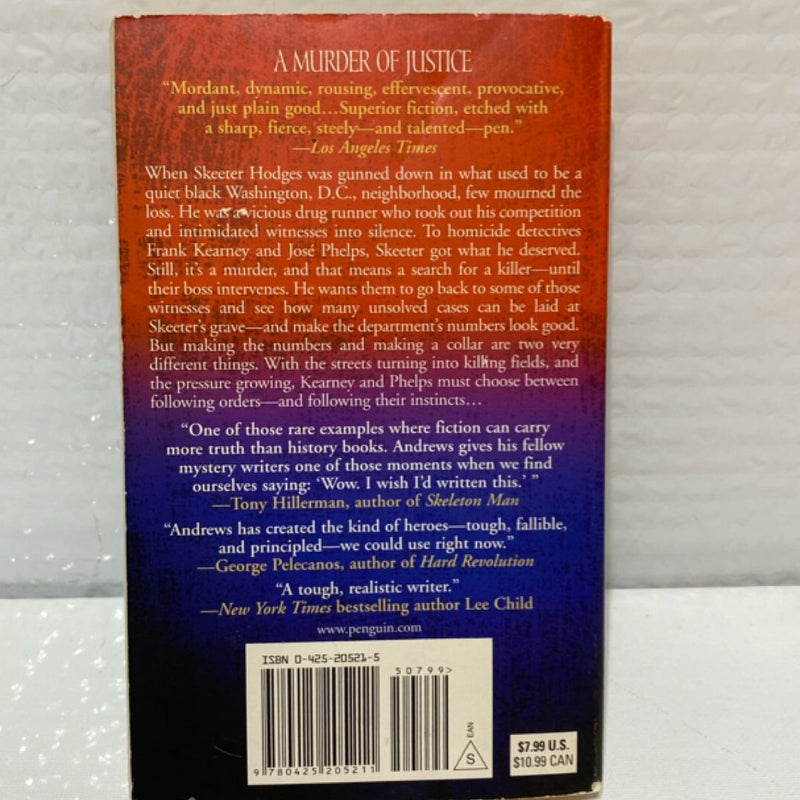 A MURDER OF JUSTICE
“Mordant, dynamic, rousing, effervescent, provocative,
and just plain good…Superior fiction, etched with
a sharp, fierce, steely—and talented—pen.”
—Los Angeles Times
When Skeeter Hodges was gunned down in what used to be a
quiet black Washington, D.C., neighborhood, few mourned the
loss. He was a vicious drug runner who took out his competition
and intimidated witnesses into silence. To homicide detectives
Frank Kearney and José Phelps, Skeeter got what he deserved.
Still, it’s a murder, and that means a search for a killer—until
their boss intervenes. He wants them to go back to some of those
witnesses and see how many unsolved cases can be laid at
Skeeter’s grave—and make the department’s numbers look good.
But making the numbers and making a collar are two very
different things. With the streets turning into killing fields, and
the pressure growing, Kearney and Phelps must choose between
following orders—and following their instincts…
“One of those rare examples where fiction can carry
more truth than history books. Andrews gives his fellow
mystery writers one of those moments when we find
ourselves saying: ‘Wow. I wish I’d written this.’ ”
—Tony Hillerman, author of Skeleton Man
“Andrews has created the kind of heroes—tough, fallible,
and principled—we could use right now.”
—George Pelecanos, author of Hard Revolution
“A tough, realistic writer.”
—New York Times bestselling author Lee Child
www.penguin.com
ISBN 0-425-20521-5
50799>
9 780425 205211
EAN
S
$7.99 U.S.
$10.99 CAN